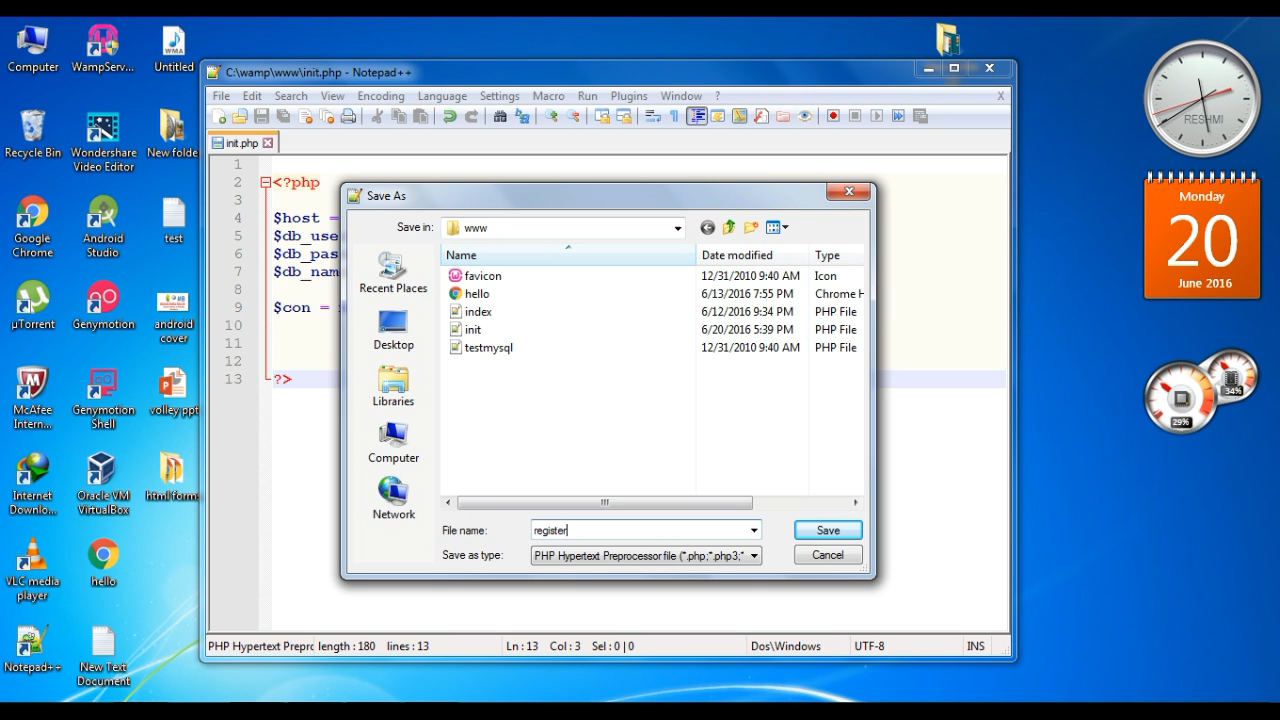 Computer
WampServ...
Untitled
WMA
Recycle Bin
Wondershare
Video Editor
New folde
Google
Chrome
Android
Studio
test
µTorrent
Genymotion
android
cover
McAfee
Intern...
Genymotion
Shell
volley ppt
Internet
Downlo...
Oracle VM
VirtualBox
html forms
VLC media
player
hello
Notepad++
New Text
Document
C:\wamp\www\init.php - Notepad++
File Edit Search View Encoding Language Settings Macro Run Plugins Window ? X
init.php
1
2 <?php
3
4 $host =
5 $db_use
6 $db_pas
7 $db_nam
8
9 $con =
10
11
12
13 ?>
Save As
Save in: www
Recent Places
Desktop
Libraries
Computer
Network
Name Date modified Type
favicon 12/31/2010 9:40 AM Icon
hello 6/13/2016 7:55 PM Chrome H
index 6/12/2016 9:34 PM PHP File
init 6/20/2016 5:39 PM PHP File
testmysql 12/31/2010 9:40 AM PHP File
File name: register Save
Save as type: PHP Hypertext Preprocessor file (*.php;*.php3;* Cancel
PHP Hypertext Prepro length : 180 lines : 13 Ln : 13 Col : 3 Sel : 0 | 0 Dos\Windows UTF-8 INS
RESHMI
Monday
20
June 2016
34%
29%